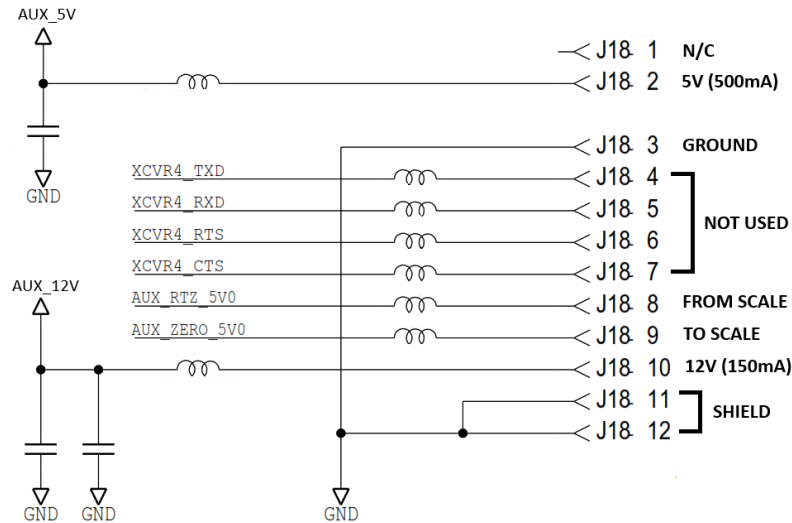 AUX_5V
J18- 1 N/C
J18- 2 5V (500mA)
J18- 3 GROUND
GND
XCVR4_TXD J18- 4
XCVR4_RXD J18- 5
NOT USED
XCVR4_RTS J18- 6
XCVR4_CTS J18- 7
AUX_12V
AUX_RTZ_5V0 J18- 8 FROM SCALE
AUX_ZERO_5V0 J18- 9 TO SCALE
J18- 10 12V (150mA)
J18- 11
SHIELD
J18- 12
GND GND GND